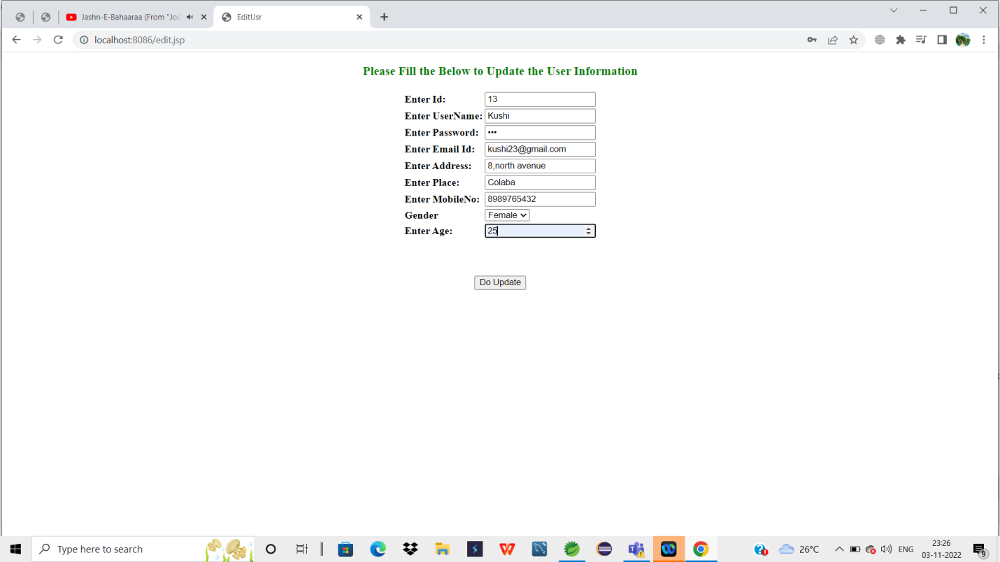 Jashn-E-Bahaaraa (From "Joc
EditUsr
localhost:8086/edit.jsp
Please Fill the Below to Update the User Information
Enter Id: 13
Enter UserName: Kushi
Enter Password: •••
Enter Email Id: kushi23@gmail.com
Enter Address: 8,north avenue
Enter Place: Colaba
Enter MobileNo: 8989765432
Gender Female
Enter Age: 25
Do Update
Type here to search
26°C
ENG
23:26
03-11-2022
9